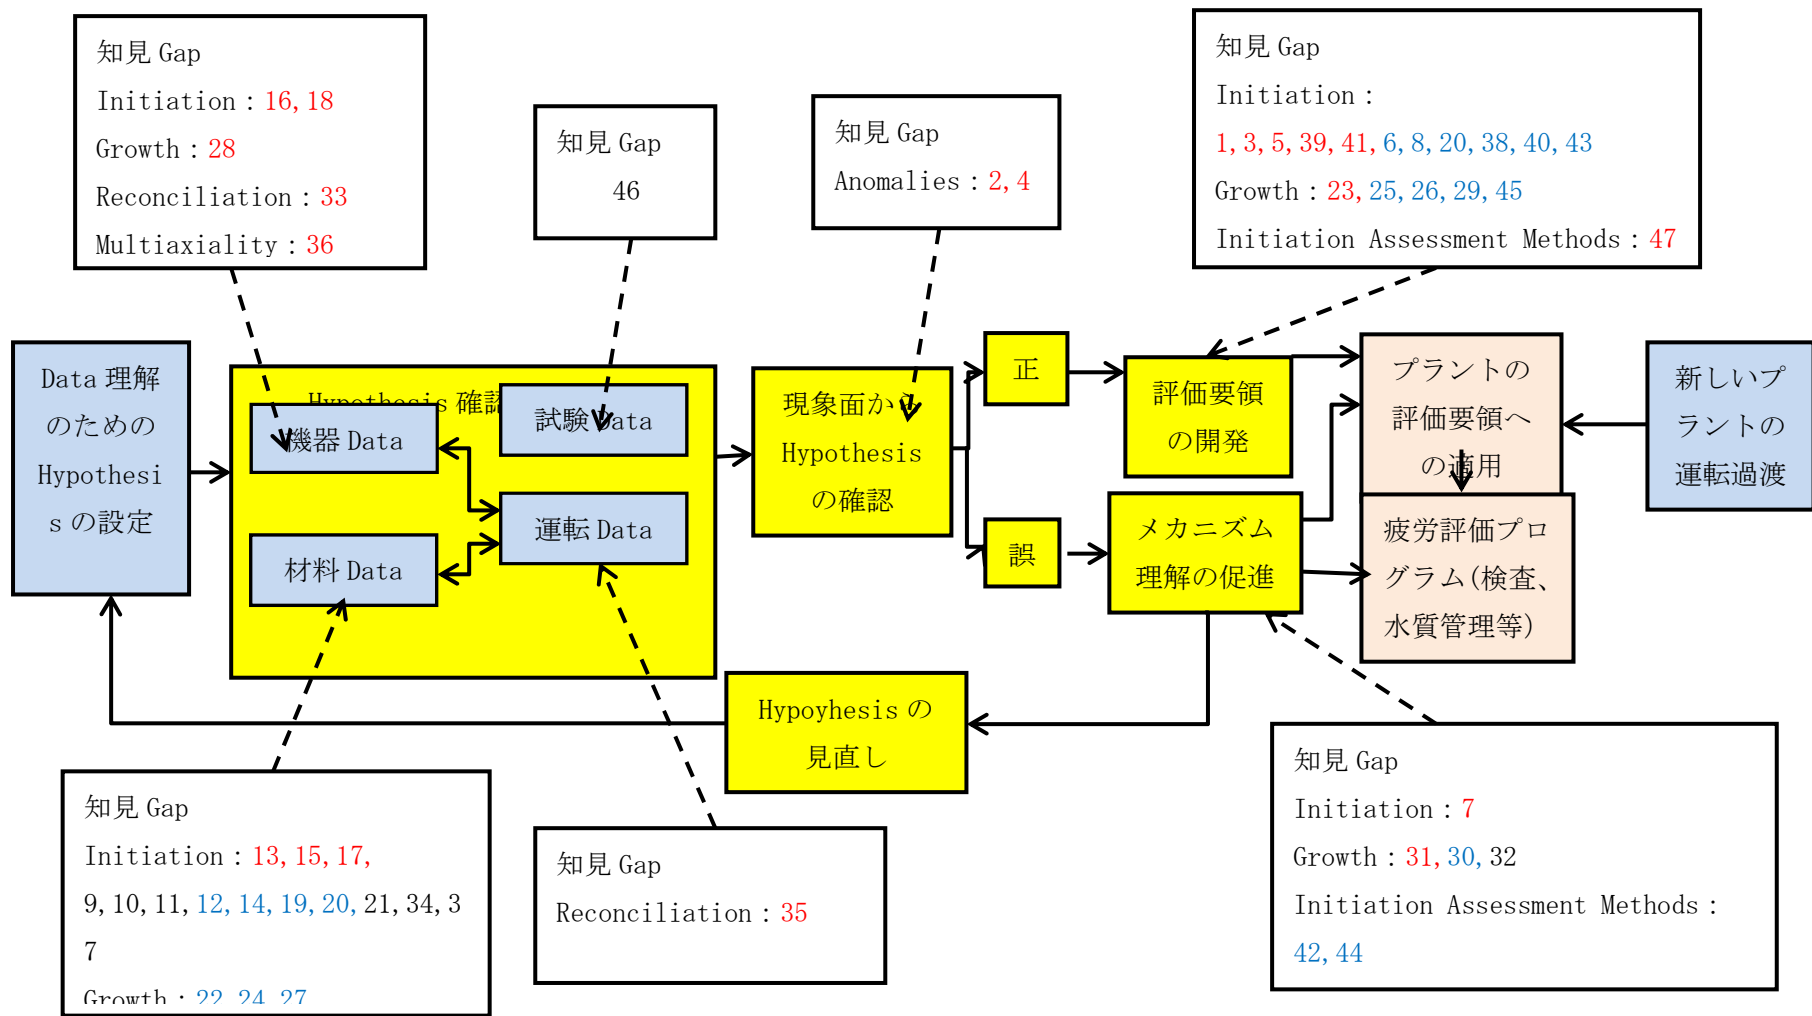 知見 Gap
Initiation：16,18
Growth：28
Reconciliation：33
Multiaxiality：36
知見 Gap
46
知見 Gap
Anomalies：2,4
知見 Gap
Initiation：
1,3,5,39,41,6,8,20,38,40,43
Growth：23,25,26,29,45
Initiation Assessment Methods：47
Data 理解
のための
Hypothesi
s の設定
Hypothesis 確認
機器 Data
試験 Data
材料 Data
運転 Data
現象面から
Hypothesis
の確認
正
誤
評価要領
の開発
メカニズム
理解の促進
プラントの
評価要領へ
の適用
疲労評価プロ
グラム(検査、
水質管理等)
新しいプ
ラントの
運転過渡
Hypoyhesis の
見直し
知見 Gap
Initiation：13,15,17,
9,10,11,12,14,19,20,21,34,3
7
Growth：22,24,27
知見 Gap
Reconciliation：35
知見 Gap
Initiation：7
Growth：31,30,32
Initiation Assessment Methods：
42,44